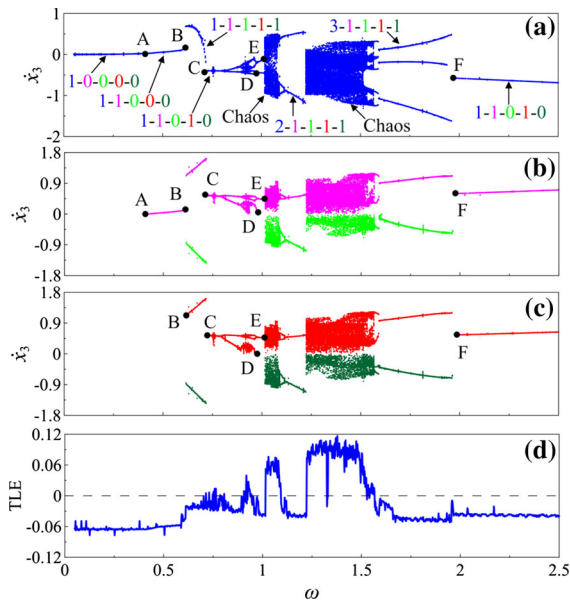 (a)
ẋ₃
1
0
-1
-2
A
B
C
D
E
F
1-0-0-0-0
1-1-0-0-0
1-1-0-1-0
1-1-1-1-1
Chaos
2-1-1-1-1
3-1-1-1-1
Chaos
1-1-0-1-0
(b)
ẋ₃
1.8
0.9
0
-0.9
-1.8
A
B
C
D
E
F
(c)
ẋ₃
1.8
0.9
0
-0.9
-1.8
B
C
D
E
F
(d)
TLE
0.12
0.06
0
-0.06
-0.12
0 0.5 1 1.5 2 2.5
ω